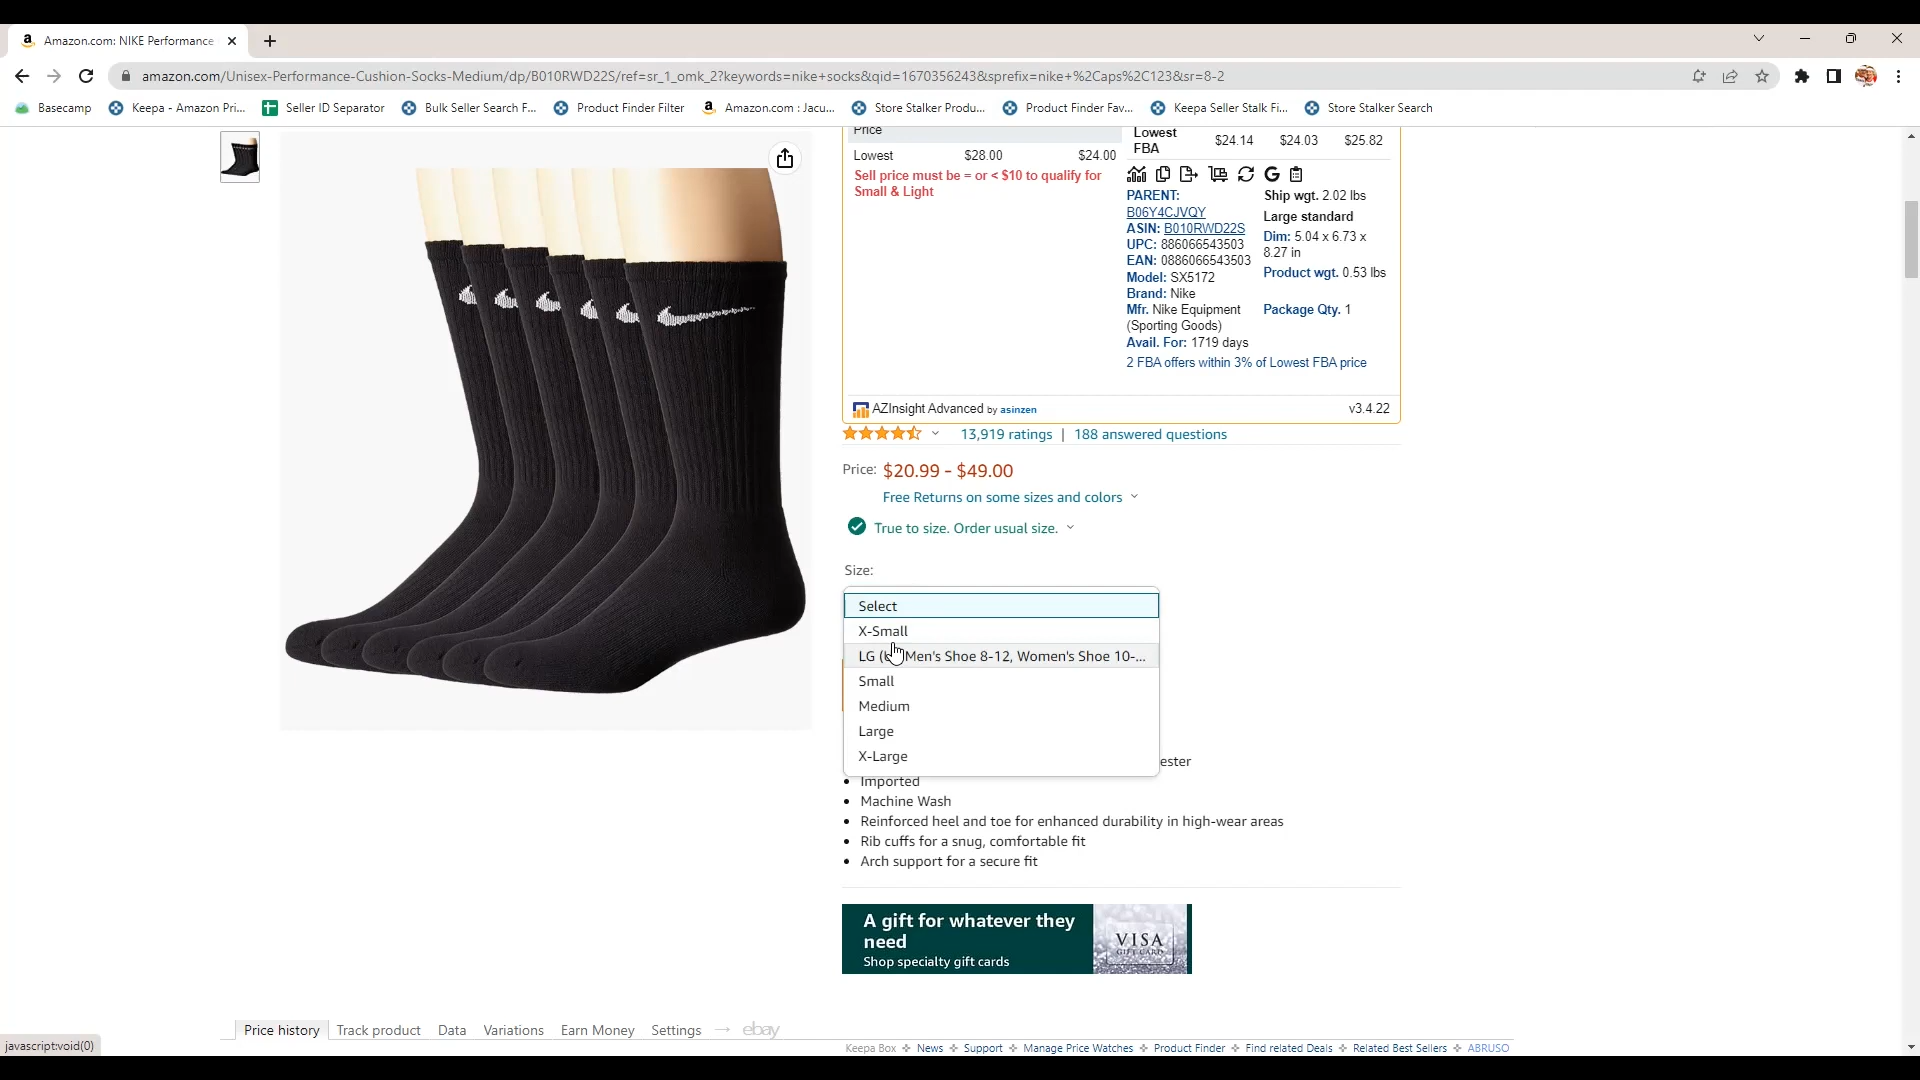 Amazon.com: NIKE Performance
amazon.com/Unisex-Performance-Cushion-Socks-Medium/dp/B010RWD22S/ref=sr_1_omk_2?keywords=nike+socks&qid=1670356243&sprefix=nike+%2Caps%2C123&sr=8-2
Basecamp
Keepa - Amazon Pri...
Seller ID Separator
Bulk Seller Search F...
Product Finder Filter
Amazon.com : Jacu...
Store Stalker Produ...
Product Finder Fav...
Keepa Seller Stalk Fi...
Store Stalker Search
Price
Lowest $28.00 $24.00
Sell price must be = or < $10 to qualify for
Small & Light
Lowest
FBA $24.14 $24.03 $25.82
PARENT:
B06Y4CJVQY
ASIN: B010RWD22S
UPC: 886066543503
EAN: 0886066543503
Model: SX5172
Brand: Nike
Mfr. Nike Equipment
(Sporting Goods)
Avail. For: 1719 days
Ship wgt. 2.02 lbs
Large standard
Dim: 5.04 x 6.73 x
8.27 in
Product wgt. 0.53 lbs
Package Qty. 1
2 FBA offers within 3% of Lowest FBA price
AZInsight Advanced by asinzen v3.4.22
13,919 ratings | 188 answered questions
Price: $20.99 - $49.00
Free Returns on some sizes and colors
True to size. Order usual size.
Size:
Select
X-Small
LG Men's Shoe 8-12, Women's Shoe 10-...
Small
Medium
Large
X-Large
ester
Imported
Machine Wash
Reinforced heel and toe for enhanced durability in high-wear areas
Rib cuffs for a snug, comfortable fit
Arch support for a secure fit
A gift for whatever they
need
Shop specialty gift cards
VISA
GIFT CARD
Price history Track product Data Variations Earn Money Settings → ebay
Keepa Box News Support Manage Price Watches Product Finder Find related Deals Related Best Sellers ABRUSO
javascript:void(0)